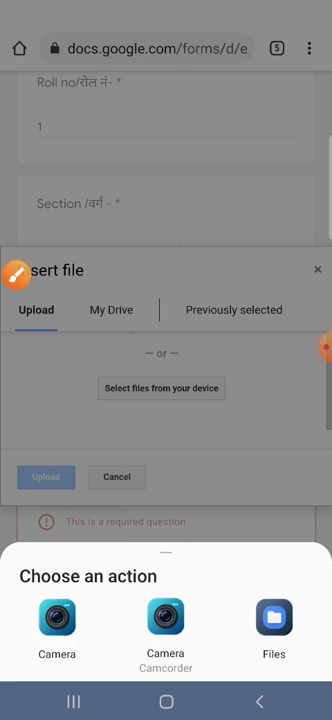 docs.google.com/forms/d/e
5
Roll no/रोल नं- *
1
Section /वर्ग - *
sert file
×
Upload
My Drive
Previously selected
— or —
Select files from your device
Upload
Cancel
This is a required question
Choose an action
Camera
Camera
Files
Camcorder